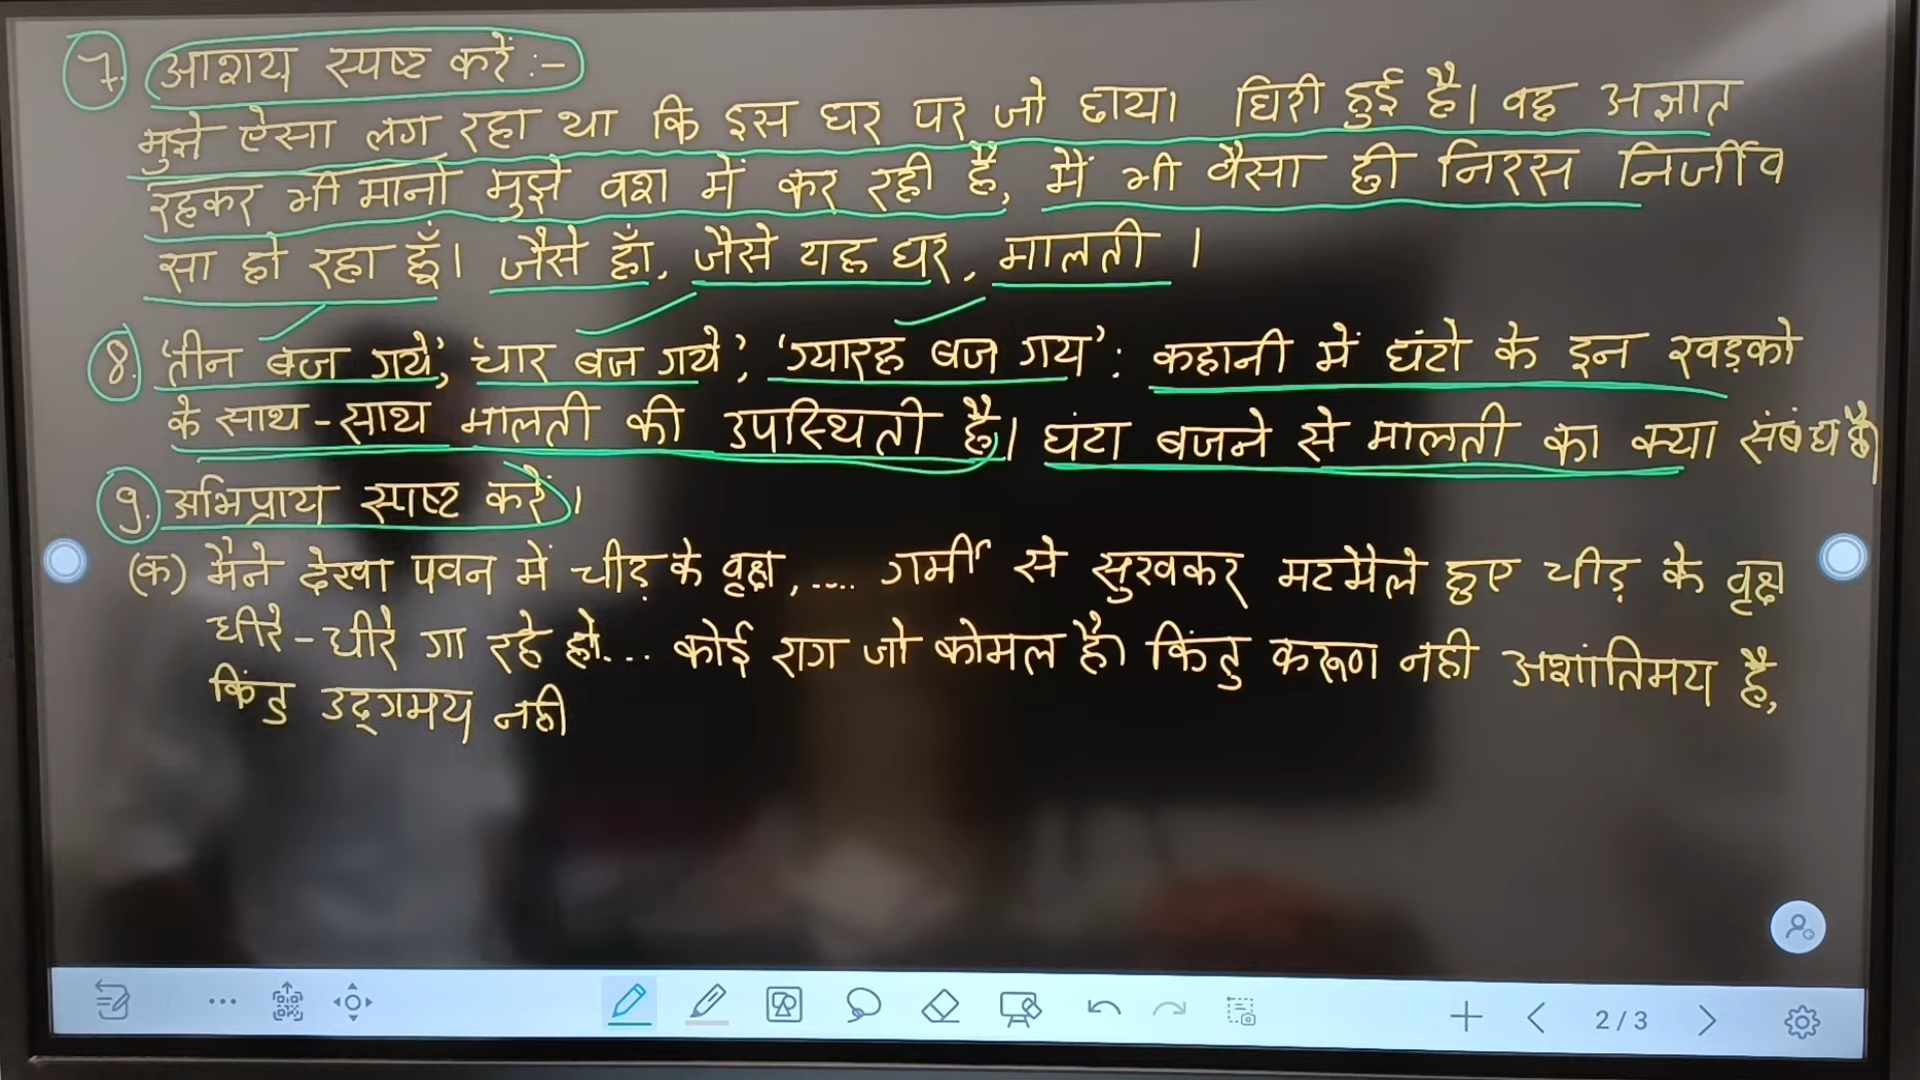 7. आशय स्पष्ट करें :-
मुझे ऐसा लग रहा था कि इस घर पर जो छाया घिरी हुई है। वह अज्ञात
रहकर भी मानो मुझे वश में कर रही है, मैं भी वैसा ही निरस निर्जीव
सा हो रहा हूँ। जैसे हाँ, जैसे यह घर, मालती ।
8. 'तीन बज गये', 'चार बज गये', 'ग्यारह बज गय': कहानी में घंटो के इन खड़को
के साथ-साथ मालती की उपस्थिती है। घंटा बजने से मालती का क्या संबंध है।
9. अभिप्राय स्पष्ट करें।
(क) मैने देखा पवन में चीड़ के वृक्ष, .... गर्मी से सुखकर मटमैले हुए चीड़ के वृक्ष
धीरे-धीरे गा रहे हो... कोई राग जो कोमल है। किंतु करूण नही अशांतिमय है,
किंतु उद्गमय नही
2/3